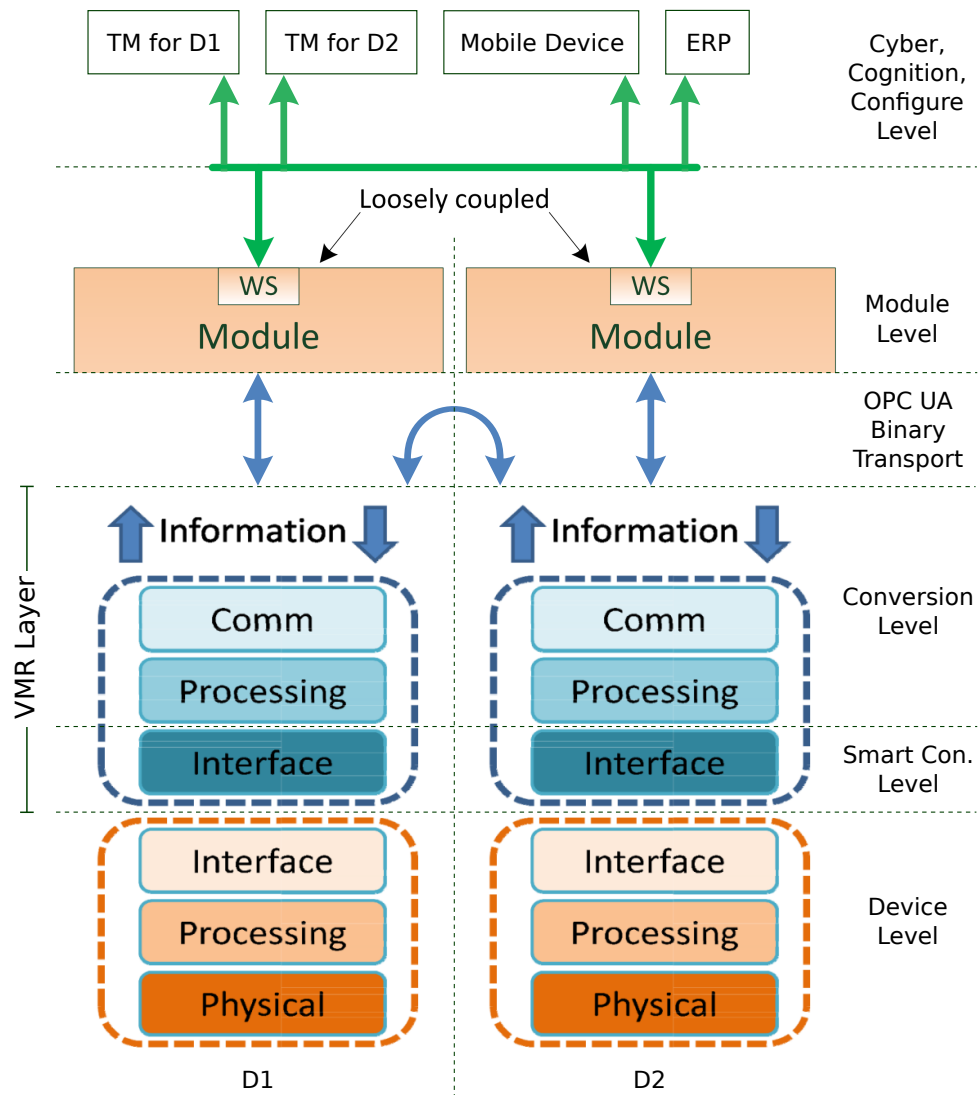 TM for D1
TM for D2
Mobile Device
ERP
Cyber,
Cognition,
Configure
Level
Loosely coupled
WS
Module
WS
Module
Module
Level
OPC UA
Binary
Transport
VMR Layer
Information
Information
Comm
Comm
Conversion
Level
Processing
Processing
Interface
Interface
Smart Con.
Level
Interface
Interface
Processing
Processing
Device
Level
Physical
Physical
D1
D2